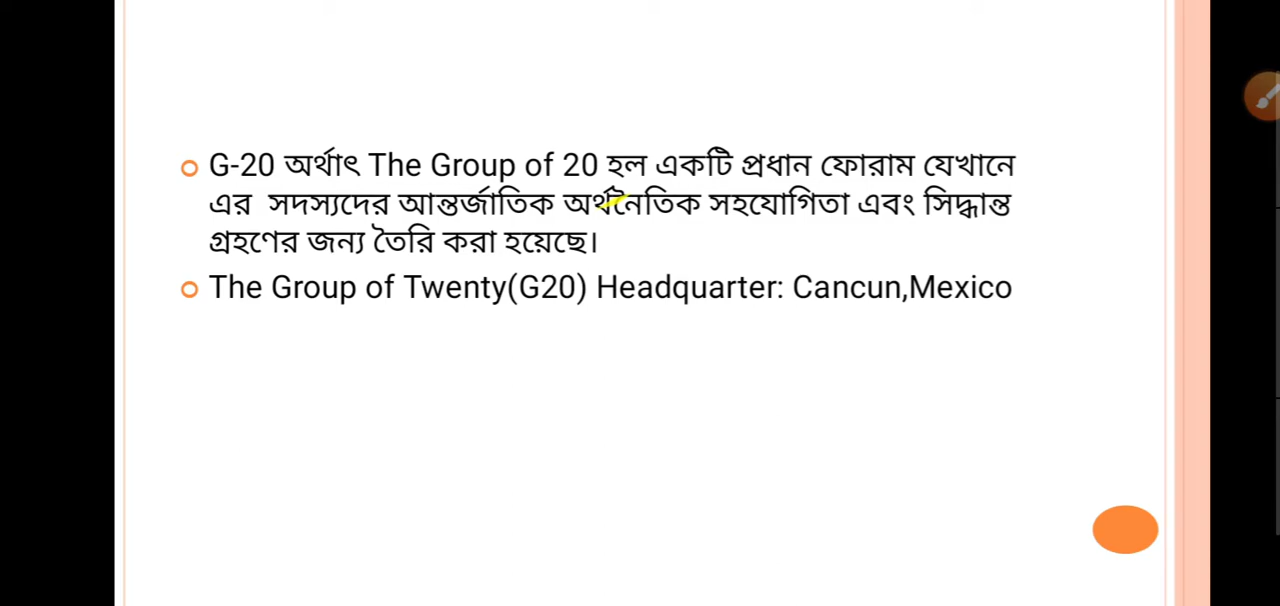 G-20 অর্থাৎ The Group of 20 হল একটি প্রধান ফোরাম যেখানে
এর সদস্যদের আন্তর্জাতিক অর্থনৈতিক সহযোগিতা এবং সিদ্ধান্ত
গ্রহণের জন্য তৈরি করা হয়েছে।
The Group of Twenty(G20) Headquarter: Cancun,Mexico